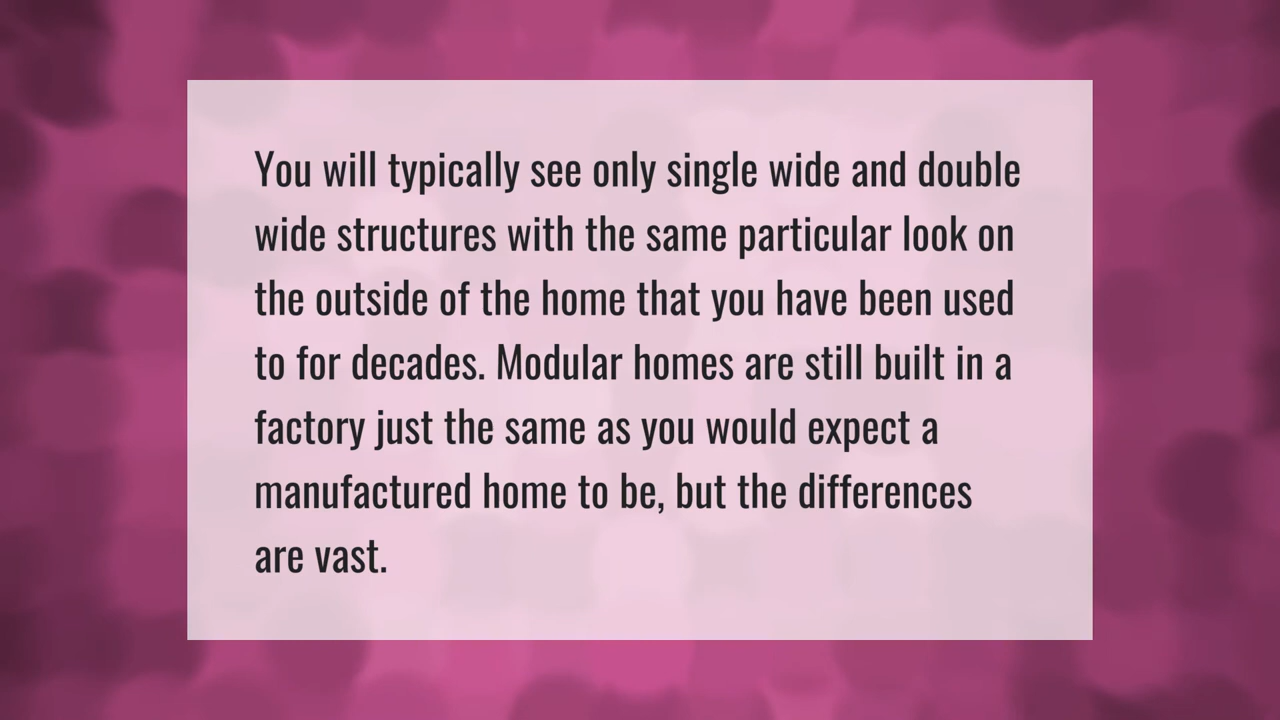 You will typically see only single wide and double
wide structures with the same particular look on
the outside of the home that you have been used
to for decades. Modular homes are still built in a
factory just the same as you would expect a
manufactured home to be, but the differences
are vast.